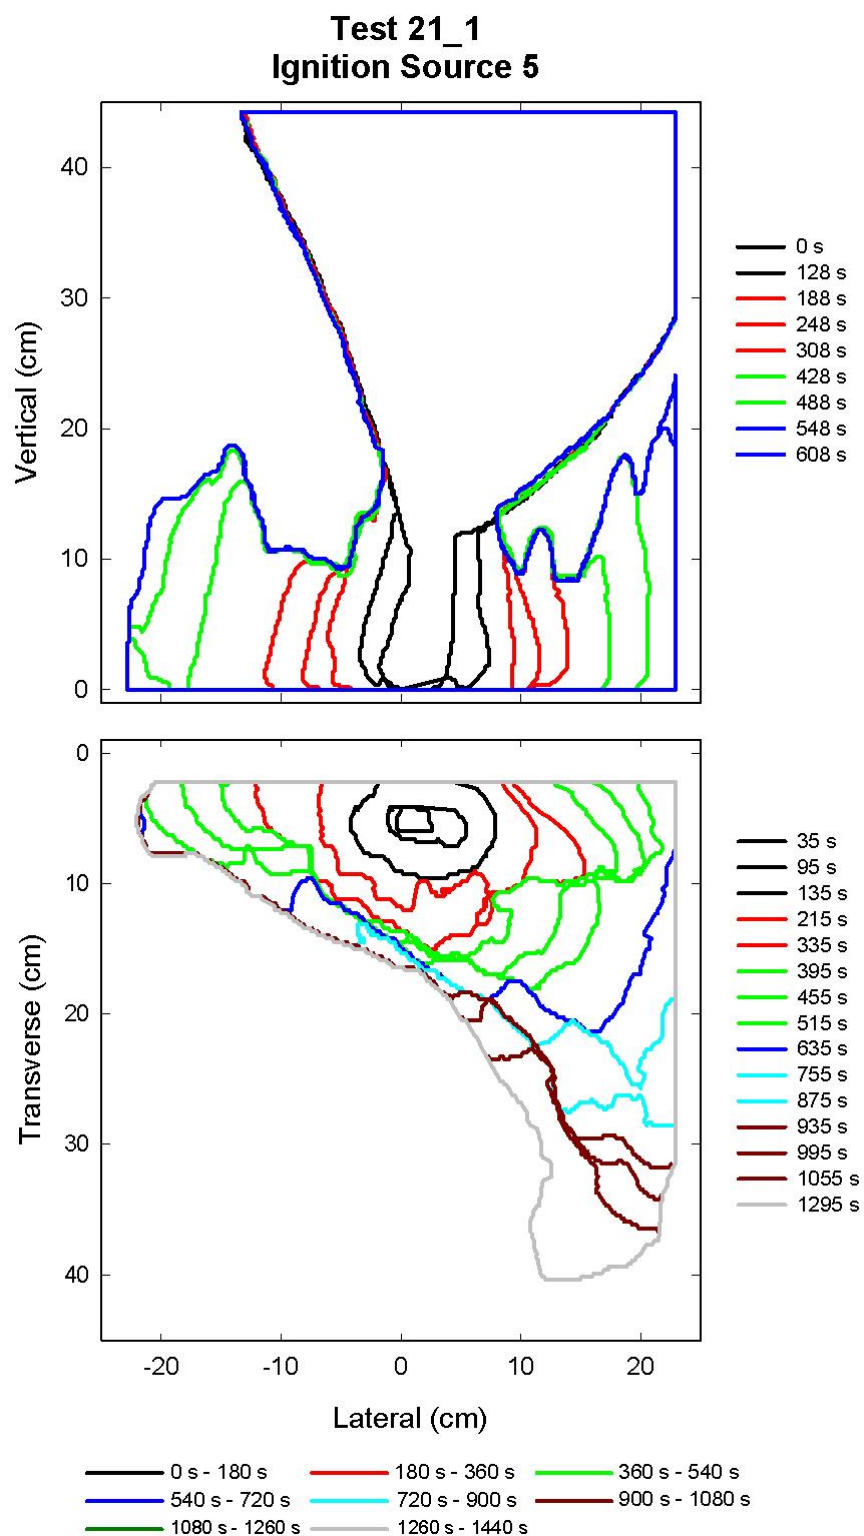 Test 21_1
Ignition Source 5
40
30
20
10
0
Vertical (cm)
0 s
128 s
188 s
248 s
308 s
428 s
488 s
548 s
608 s
0
10
20
30
40
Transverse (cm)
35 s
95 s
135 s
215 s
335 s
395 s
455 s
515 s
635 s
755 s
875 s
935 s
995 s
1055 s
1295 s
-20 -10 0 10 20
Lateral (cm)
0 s - 180 s 180 s - 360 s 360 s - 540 s
540 s - 720 s 720 s - 900 s 900 s - 1080 s
1080 s - 1260 s 1260 s - 1440 s